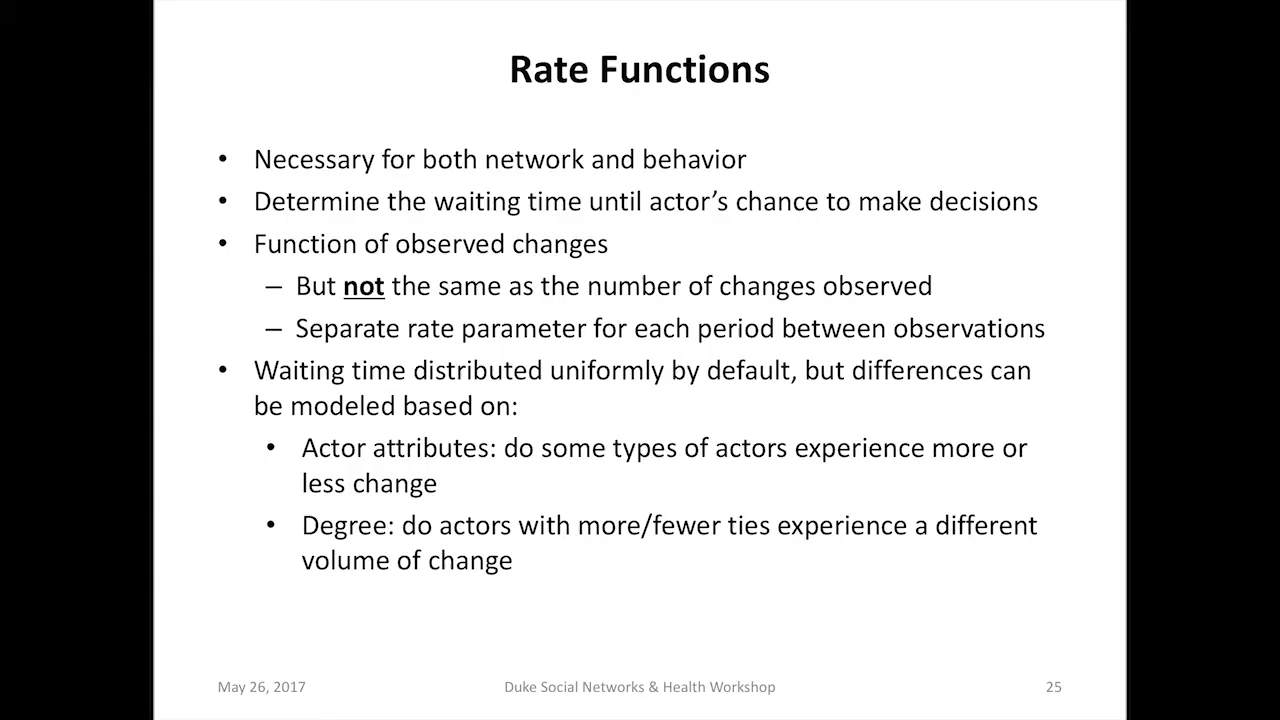 Rate Functions
• Necessary for both network and behavior
• Determine the waiting time until actor’s chance to make decisions
• Function of observed changes
– But not the same as the number of changes observed
– Separate rate parameter for each period between observations
• Waiting time distributed uniformly by default, but differences can
be modeled based on:
• Actor attributes: do some types of actors experience more or
less change
• Degree: do actors with more/fewer ties experience a different
volume of change
May 26, 2017 Duke Social Networks & Health Workshop 25